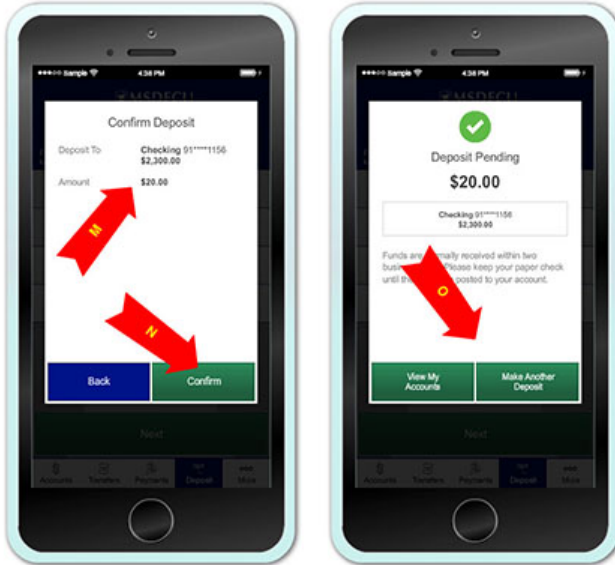 ●●●○○ Sample 4:38 PM
MSDFCU
Confirm Deposit
Deposit To Checking 91****1156
$2,300.00
Amount $20.00
M
N
Back Confirm
Next
Accounts Transfers Payments Deposit More
●●●○○ Sample 4:38 PM
MSDFCU
Deposit Pending
$20.00
Checking 91****1156
$2,300.00
Funds are normally received within two
business Please keep your paper check
until the posted to your account.
O
View My Accounts
Make Another Deposit
Next
Accounts Transfers Payments Deposit More